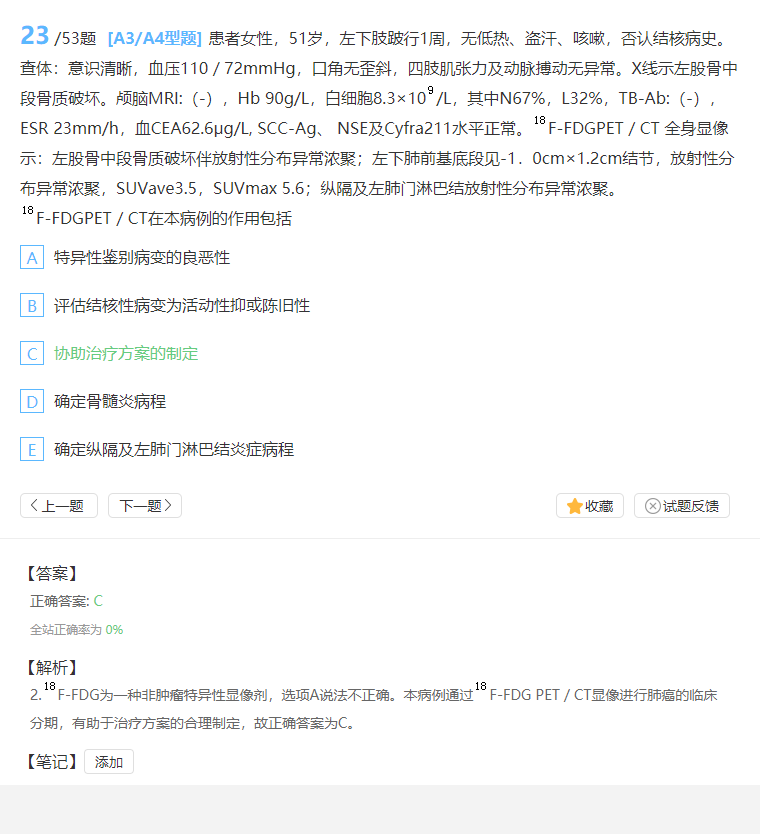 23 /53题 [A3/A4型题] 患者女性，51岁，左下肢跛行1周，无低热、盗汗、咳嗽，否认结核病史。
查体：意识清晰，血压110 / 72mmHg，口角无歪斜，四肢肌张力及动脉搏动无异常。X线示左股骨中
段骨质破坏。颅脑MRI:（-），Hb 90g/L，白细胞8.3×10⁹/L，其中N67%，L32%，TB-Ab:（-），
ESR 23mm/h，血CEA62.6μg/L, SCC-Ag、 NSE及Cyfra211水平正常。¹⁸F-FDGPET / CT 全身显像
示：左股骨中段骨质破坏伴放射性分布异常浓聚；左下肺前基底段见-1．0cm×1.2cm结节，放射性分
布异常浓聚，SUVave3.5，SUVmax 5.6；纵隔及左肺门淋巴结放射性分布异常浓聚。
¹⁸F-FDGPET / CT在本病例的作用包括
A 特异性鉴别病变的良恶性
B 评估结核性病变为活动性抑或陈旧性
C 协助治疗方案的制定
D 确定骨髓炎病程
E 确定纵隔及左肺门淋巴结炎症病程
上一题 下一题 收藏 试题反馈
【答案】
正确答案: C
全站正确率为 0%
【解析】
2.¹⁸F-FDG为一种非肿瘤特异性显像剂，选项A说法不正确。本病例通过¹⁸F-FDG PET / CT显像进行肺癌的临床
分期，有助于治疗方案的合理制定，故正确答案为C。
【笔记】 添加